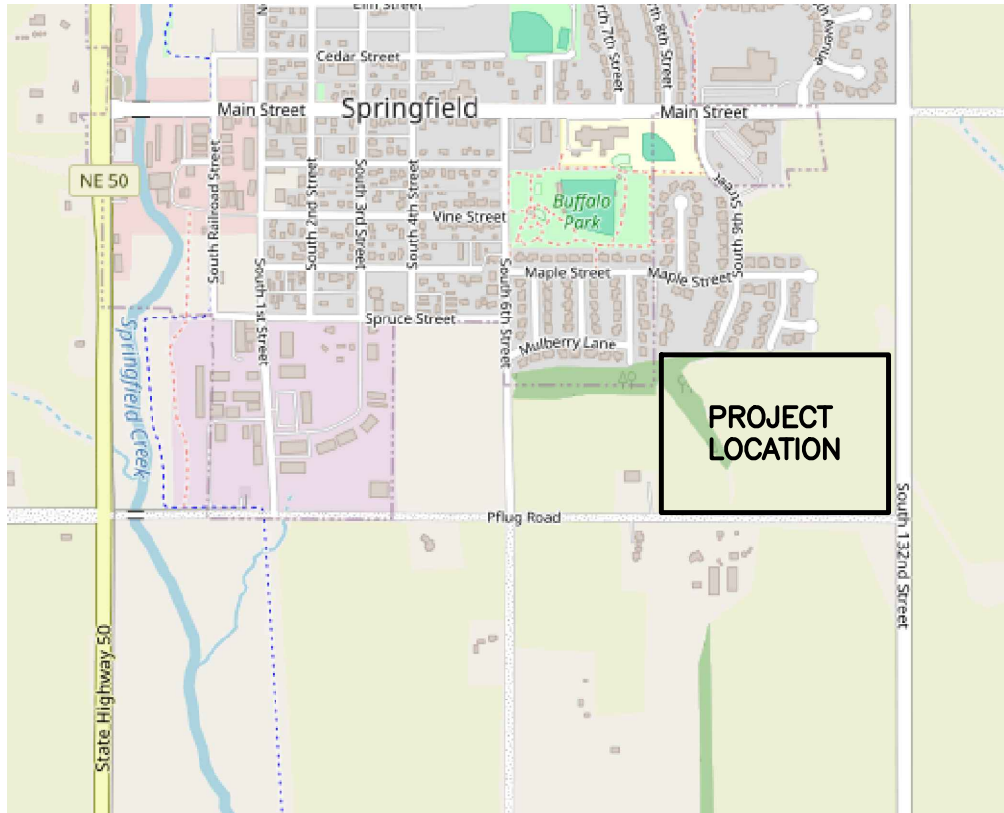 Elm Street
Cedar Street
Main Street
Springfield
Main Street
NE 50
South Railroad Street
South 2nd Street
South 3rd Street
South 4th Street
Vine Street
Buffalo
Park
South 9th Street
Maple Street
Maple Street
South 1st Street
South 6th Street
Spruce Street
Mulberry Lane
Springfield Creek
PROJECT
LOCATION
Pflug Road
South 132nd Street
State Highway 50